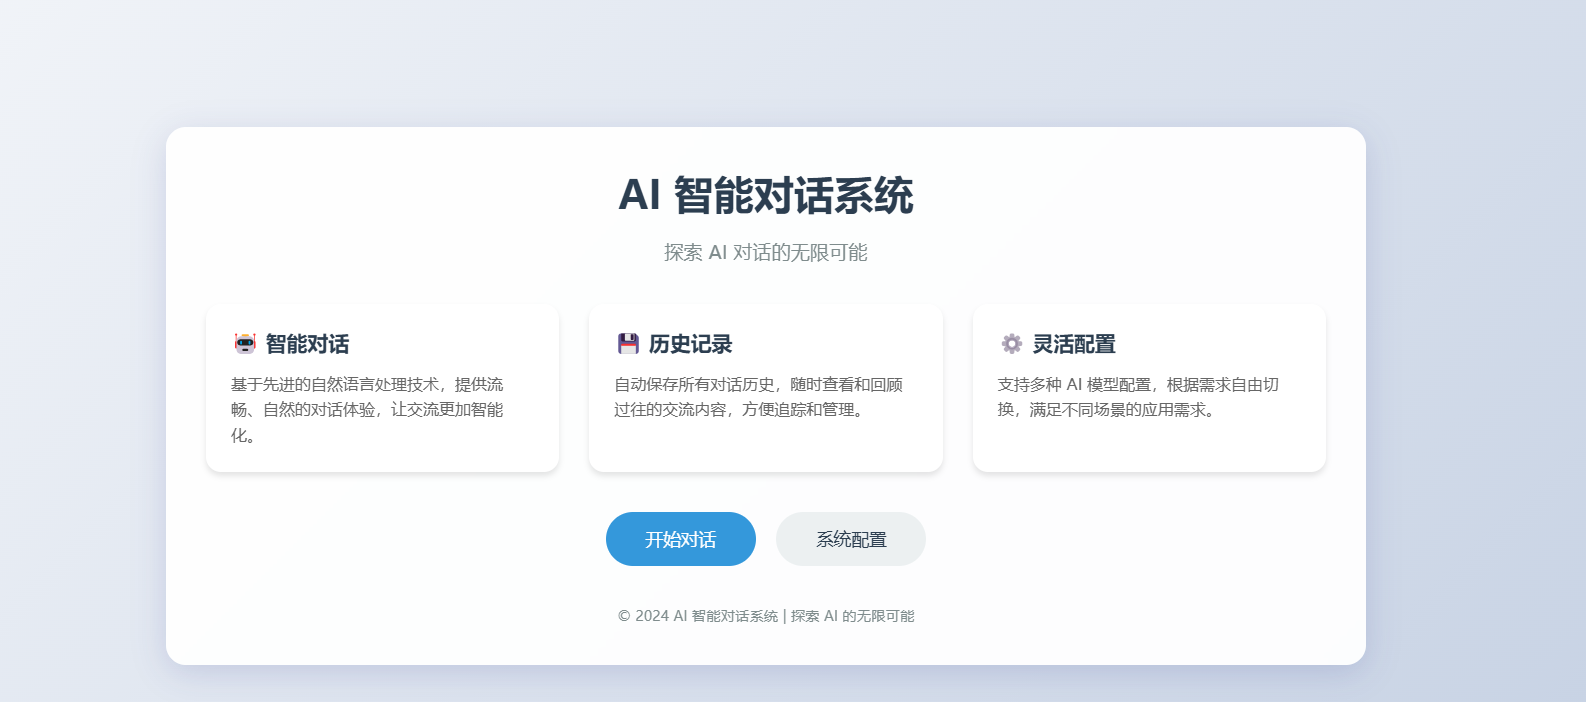 AI 智能对话系统
探索 AI 对话的无限可能
智能对话
基于先进的自然语言处理技术，提供流
畅、自然的对话体验，让交流更加智能
化。
历史记录
自动保存所有对话历史，随时查看和回顾
过往的交流内容，方便追踪和管理。
灵活配置
支持多种 AI 模型配置，根据需求自由切
换，满足不同场景的应用需求。
开始对话
系统配置
© 2024 AI 智能对话系统 | 探索 AI 的无限可能